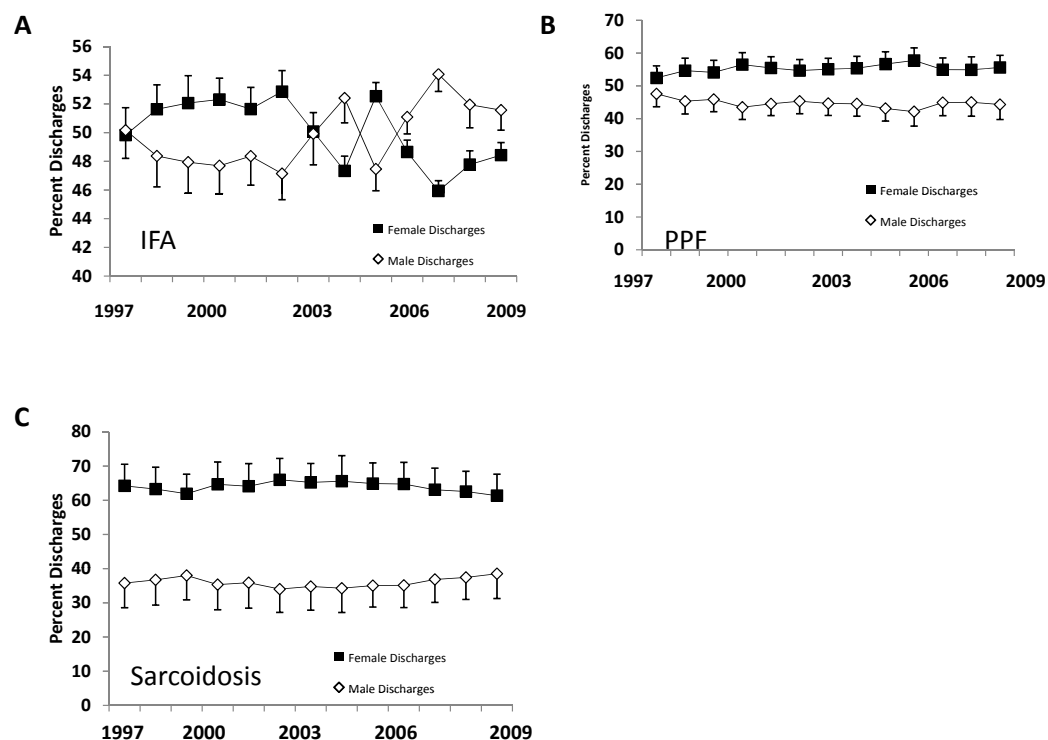 A
Percent Discharges
56
54
52
50
48
46
44
42
40
IFA
Female Discharges
Male Discharges
1997 2000 2003 2006 2009
B
Percent Discharges
70
60
50
40
30
20
10
0
PPF
Female Discharges
Male Discharges
1997 2000 2003 2006 2009
C
Percent Discharges
80
70
60
50
40
30
20
10
0
Sarcoidosis
Female Discharges
Male Discharges
1997 2000 2003 2006 2009